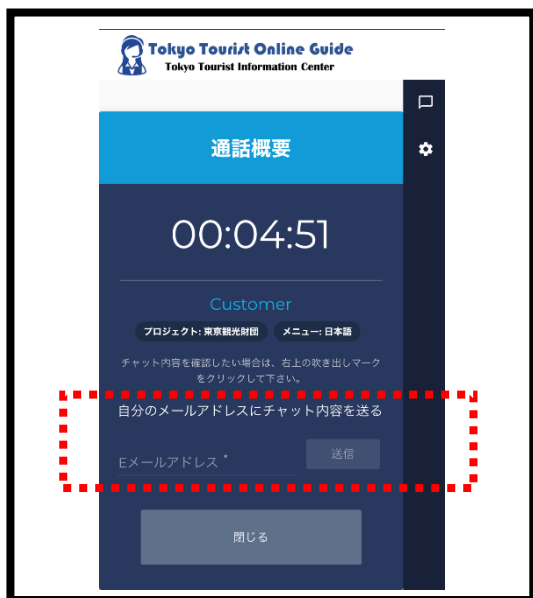 Tokyo Tourist Online Guide
Tokyo Tourist Information Center
通話概要
00:04:51
Customer
プロジェクト: 東京観光財団 メニュー: 日本語
チャット内容を確認したい場合は、右上の吹き出しマーク
をクリックして下さい。
自分のメールアドレスにチャット内容を送る
Eメールアドレス * 送信
閉じる